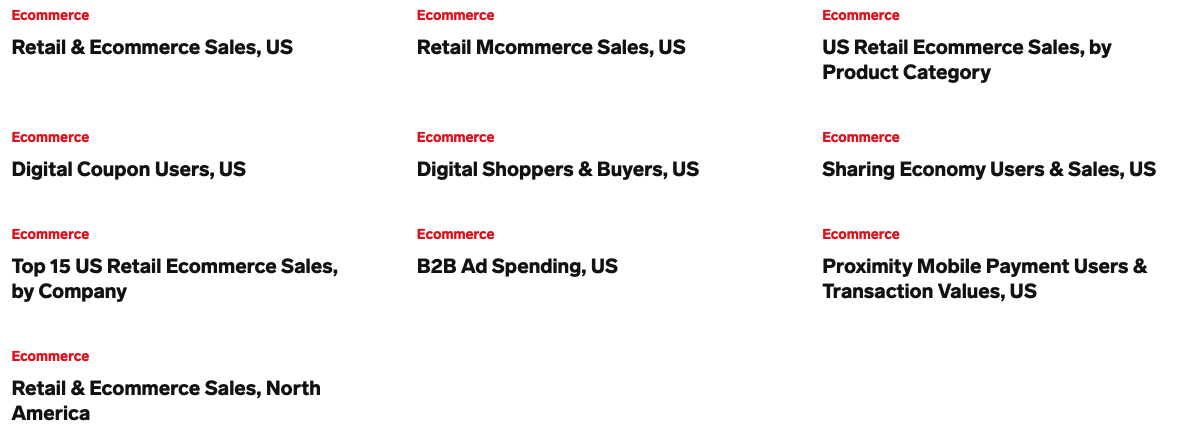 Ecommerce
Retail & Ecommerce Sales, US
Ecommerce
Retail Mcommerce Sales, US
Ecommerce
US Retail Ecommerce Sales, by
Product Category
Ecommerce
Digital Coupon Users, US
Ecommerce
Digital Shoppers & Buyers, US
Ecommerce
Sharing Economy Users & Sales, US
Ecommerce
Top 15 US Retail Ecommerce Sales,
by Company
Ecommerce
B2B Ad Spending, US
Ecommerce
Proximity Mobile Payment Users &
Transaction Values, US
Ecommerce
Retail & Ecommerce Sales, North
America